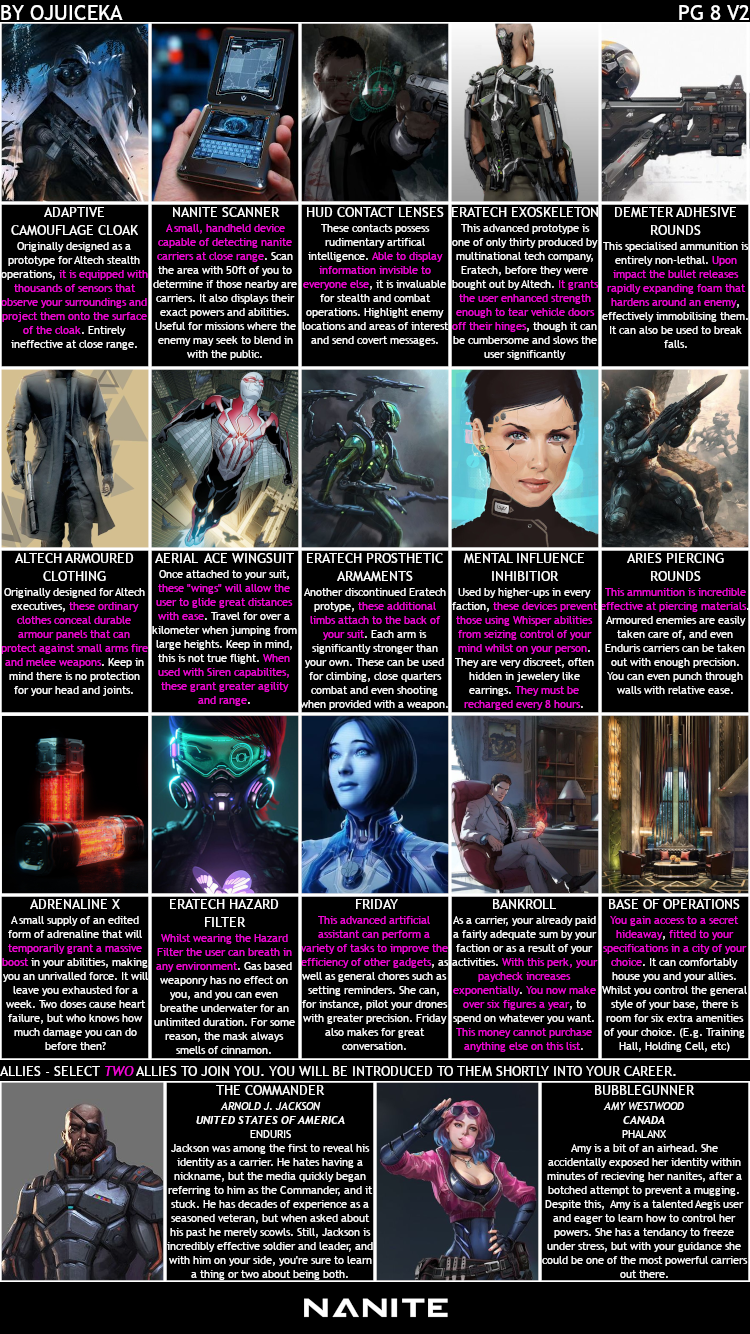 BY OJUICEKA
PG 8 V2
ADAPTIVE
CAMOUFLAGE CLOAK
Originally designed as a
prototype for Altech stealth
operations, it is equipped with
thousands of sensors that
observe your surroundings and
project them onto the surface
of the cloak. Entirely
ineffective at close range.
NANITE SCANNER
A small, handheld device
capable of detecting nanite
carriers at close range. Scan
the area with 50ft of you to
determine if those nearby are
carriers. It also displays their
exact powers and abilities.
Useful for missions where the
enemy may seek to blend in
with the public.
HUD CONTACT LENSES
These contacts possess
rudimentary artifical
intelligence. Able to display
information invisible to
everyone else, it is invaluable
for stealth and combat
operations. Highlight enemy
locations and areas of interest
and send covert messages.
ERATECH EXOSKELETON
This advanced prototype is
one of only thirty produced by
multinational tech company,
Eratech, before they were
bought out by Altech. It grants
the user enhanced strength
enough to tear vehicle doors
off their hinges, though it can
be cumbersome and slows the
user significantly
DEMETER ADHESIVE
ROUNDS
This specialised ammunition is
entirely non-lethal. Upon
impact the bullet releases
rapidly expanding foam that
hardens around an enemy,
effectively immobilising them.
It can also be used to break
falls.
ALTECH ARMOURED
CLOTHING
Originally designed for Altech
executives, these ordinary
clothes conceal durable
armour panels that can
protect against small arms fire
and melee weapons. Keep in
mind there is no protection
for your head and joints.
AERIAL ACE WINGSUIT
Once attached to your suit,
these "wings" will allow the
user to glide great distances
with ease. Travel for over a
kilometer when jumping from
large heights. Keep in mind,
this is not true flight. When
used with Siren capabilites,
these grant greater agility
and range.
ERATECH PROSTHETIC
ARMAMENTS
Another discontinued Eratech
protype, these additional
limbs attach to the back of
your suit. Each arm is
significantly stronger than
your own. These can be used
for climbing, close quarters
combat and even shooting
when provided with a weapon.
MENTAL INFLUENCE
INHIBITIOR
Used by higher-ups in every
faction, these devices prevent
those using Whisper abilities
from seizing control of your
mind whilst on your person.
They are very discreet, often
hidden in jewelery like
earrings. They must be
recharged every 8 hours.
ARIES PIERCING
ROUNDS
This ammunition is incredible
effective at piercing materials.
Armoured enemies are easily
taken care of, and even
Enduris carriers can be taken
out with enough precision.
You can even punch through
walls with relative ease.
ADRENALINE X
A small supply of an edited
form of adrenaline that will
temporarily grant a massive
boost in your abilities, making
you an unrivalled force. It will
leave you exhausted for a
week. Two doses cause heart
failure, but who knows how
much damage you can do
before then?
ERATECH HAZARD
FILTER
Whilst wearing the Hazard
Filter the user can breath in
any environment. Gas based
weaponry has no effect on
you, and you can even
breathe underwater for an
unlimited duration. For some
reason, the mask always
smells of cinnamon.
FRIDAY
This advanced artificial
assistant can perform a
variety of tasks to improve the
efficiency of other gadgets, as
well as general chores such as
setting reminders. She can,
for instance, pilot your drones
with greater precision. Friday
also makes for great
conversation.
BANKROLL
As a carrier, your already paid
a fairly adequate sum by your
faction or as a result of your
activities. With this perk, your
paycheck increases
exponentially. You now make
over six figures a year, to
spend on whatever you want.
This money cannot purchase
anything else on this list.
BASE OF OPERATIONS
You gain access to a secret
hideaway, fitted to your
specifications in a city of your
choice. It can comfortably
house you and your allies.
Whilst you control the general
style of your base, there is
room for six extra amenities
of your choice. (E.g. Training
Hall, Holding Cell, etc)
ALLIES - SELECT TWO ALLIES TO JOIN YOU. YOU WILL BE INTRODUCED TO THEM SHORTLY INTO YOUR CAREER.
THE COMMANDER
ARNOLD J. JACKSON
UNITED STATES OF AMERICA
ENDURIS
Jackson was among the first to reveal his
identity as a carrier. He hates having a
nickname, but the media quickly began
referring to him as the Commander, and it
stuck. He has decades of experience as a
seasoned veteran, but when asked about
his past he merely scowls. Still, Jackson is
incredibly effective soldier and leader, and
with him on your side, you're sure to learn
a thing or two about being both.
BUBBLEGUNNER
AMY WESTWOOD
CANADA
PHALANX
Amy is a bit of an airhead. She
accidentally exposed her identity within
minutes of recieving her nanites, after a
botched attempt to prevent a mugging.
Despite this, Amy is a talented Aegis user
and eager to learn how to control her
powers. She has a tendancy to freeze
under stress, but with your guidance she
could be one of the most powerful carriers
out there.
NANITE